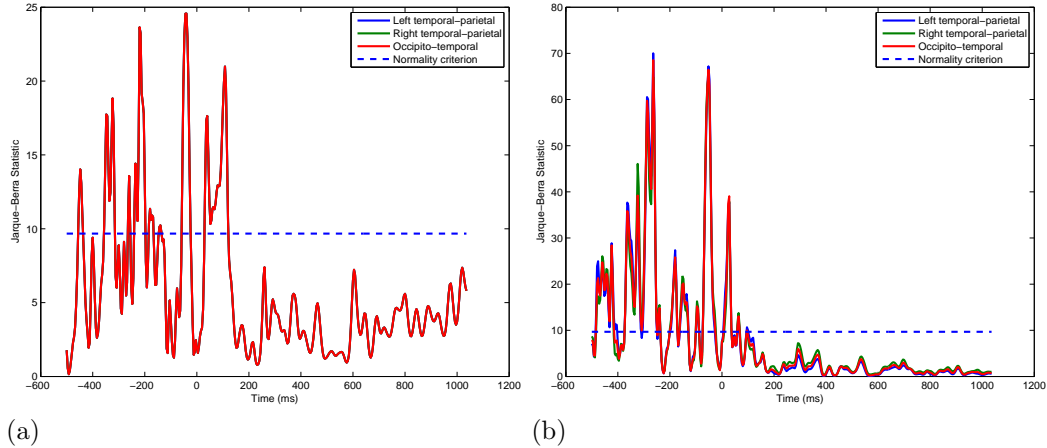 25
20
15
10
5
0
−600
−400
−200
0
200
400
600
800
1000
1200
Time (ms)
Jarque−Berra Statistic
Left temporal−parietal
Right temporal−parietal
Occipito−temporal
Normality criterion
(a)
80
70
60
50
40
30
20
10
0
−600
−400
−200
0
200
400
600
800
1000
1200
Time (ms)
Jarque−Berra Statistic
Left temporal−parietal
Right temporal−parietal
Occipito−temporal
Normality criterion
(b)